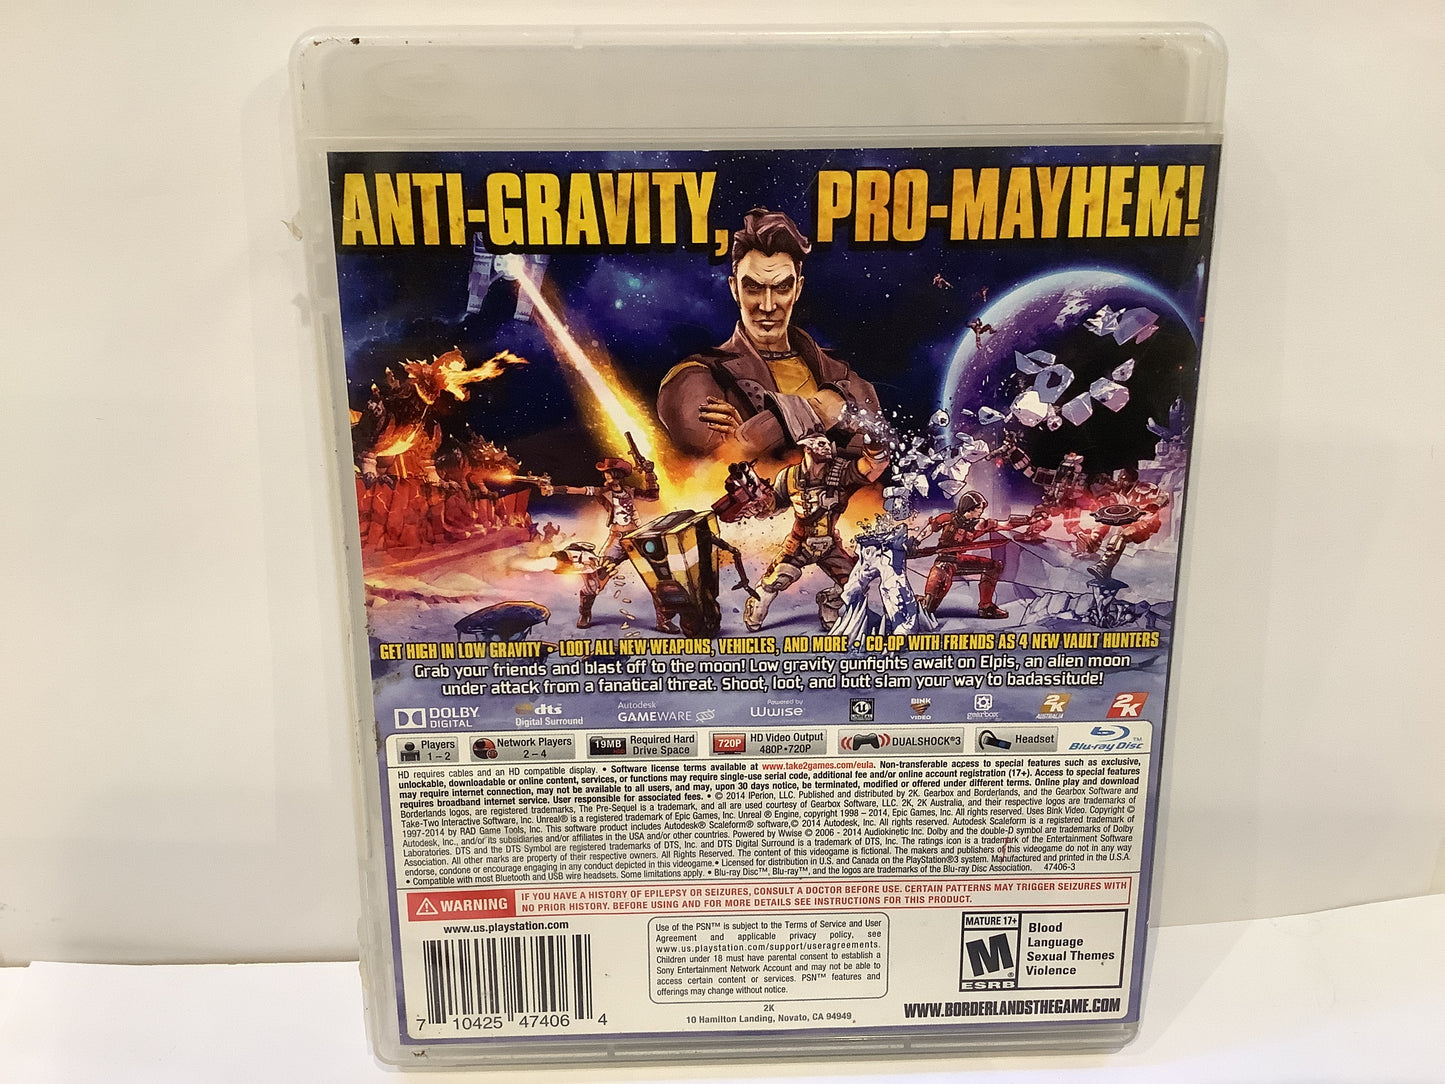 ANTI-GRAVITY, PRO-MAYHEM!
GET HIGH IN LOW GRAVITY • LOOT ALL NEW WEAPONS, VEHICLES, AND MORE • CO-OP WITH FRIENDS AS 4 NEW VAULT HUNTERS
Grab your friends and blast off to the moon! Low gravity gunfights await on Elpis, an alien moon
under attack from a fanatical threat. Shoot, loot, and butt slam your way to badassitude!
DOLBY DIGITAL
dts Digital Surround
Autodesk GAMEWARE
Powered by Wwise
BINK VIDEO
gearbox
2K AUSTRALIA
2K
Players 1 – 2
Network Players 2 – 4
19MB Required Hard Drive Space
720P HD Video Output 480P • 720P
DUALSHOCK®3
Headset
Blu-ray Disc™
HD requires cables and an HD compatible display. • Software license terms available at www.take2games.com/eula. Non-transferable access to special features such as exclusive,
unlockable, downloadable or online content, services, or functions may require single-use serial code, additional fee and/or online account registration (17+). Access to special features
may require internet connection, may not be available to all users, and may, upon 30 days notice, be terminated, modified or offered under different terms. Online play and download
requires broadband internet service. User responsible for associated fees. • © 2014 IPerion, LLC. Published and distributed by 2K. Gearbox and Borderlands, and the Gearbox Software and
Borderlands logos, are registered trademarks, The Pre-Sequel is a trademark, and all are used courtesy of Gearbox Software, LLC. 2K, 2K Australia, and their respective logos are trademarks of
Take-Two Interactive Software, Inc. Unreal® is a registered trademark of Epic Games, Inc. Unreal ® Engine, copyright 1998 – 2014, Epic Games, Inc. All rights reserved. Uses Bink Video. Copyright ©
1997-2014 by RAD Game Tools, Inc. This software product includes Autodesk® Scaleform® software,© 2014 Autodesk, Inc. All rights reserved. Autodesk Scaleform is a registered trademark of
Autodesk, Inc., and/or its subsidiaries and/or affiliates in the USA and/or other countries. Powered by Wwise © 2006 - 2014 Audiokinetic Inc. Dolby and the double-D symbol are trademarks of Dolby
Laboratories. DTS and the DTS Symbol are registered trademarks of DTS, Inc. and DTS Digital Surround is a trademark of DTS, Inc. The ratings icon is a trademark of the Entertainment Software
Association. All other marks are property of their respective owners. All Rights Reserved. The content of this videogame is fictional. The makers and publishers of this videogame do not in any way
endorse, condone or encourage engaging in any conduct depicted in this videogame. • Licensed for distribution in U.S. and Canada on the PlayStation®3 system. Manufactured and printed in the U.S.A.
• Compatible with most Bluetooth and USB wire headsets. Some limitations apply. • Blu-ray Disc™, Blu-ray™, and the logos are trademarks of the Blu-ray Disc Association. 47406-3
WARNING
IF YOU HAVE A HISTORY OF EPILEPSY OR SEIZURES, CONSULT A DOCTOR BEFORE USE. CERTAIN PATTERNS MAY TRIGGER SEIZURES WITH
NO PRIOR HISTORY. BEFORE USING AND FOR MORE DETAILS SEE INSTRUCTIONS FOR THIS PRODUCT.
www.us.playstation.com
7 10425 47406 4
Use of the PSN™ is subject to the Terms of Service and User
Agreement and applicable privacy policy, see
www.us.playstation.com/support/useragreements.
Children under 18 must have parental consent to establish a
Sony Entertainment Network Account and may not be able to
access certain content or services. PSN™ features and
offerings may change without notice.
2K
10 Hamilton Landing, Novato, CA 94949
MATURE 17+
M
ESRB
Blood
Language
Sexual Themes
Violence
WWW.BORDERLANDSTHEGAME.COM